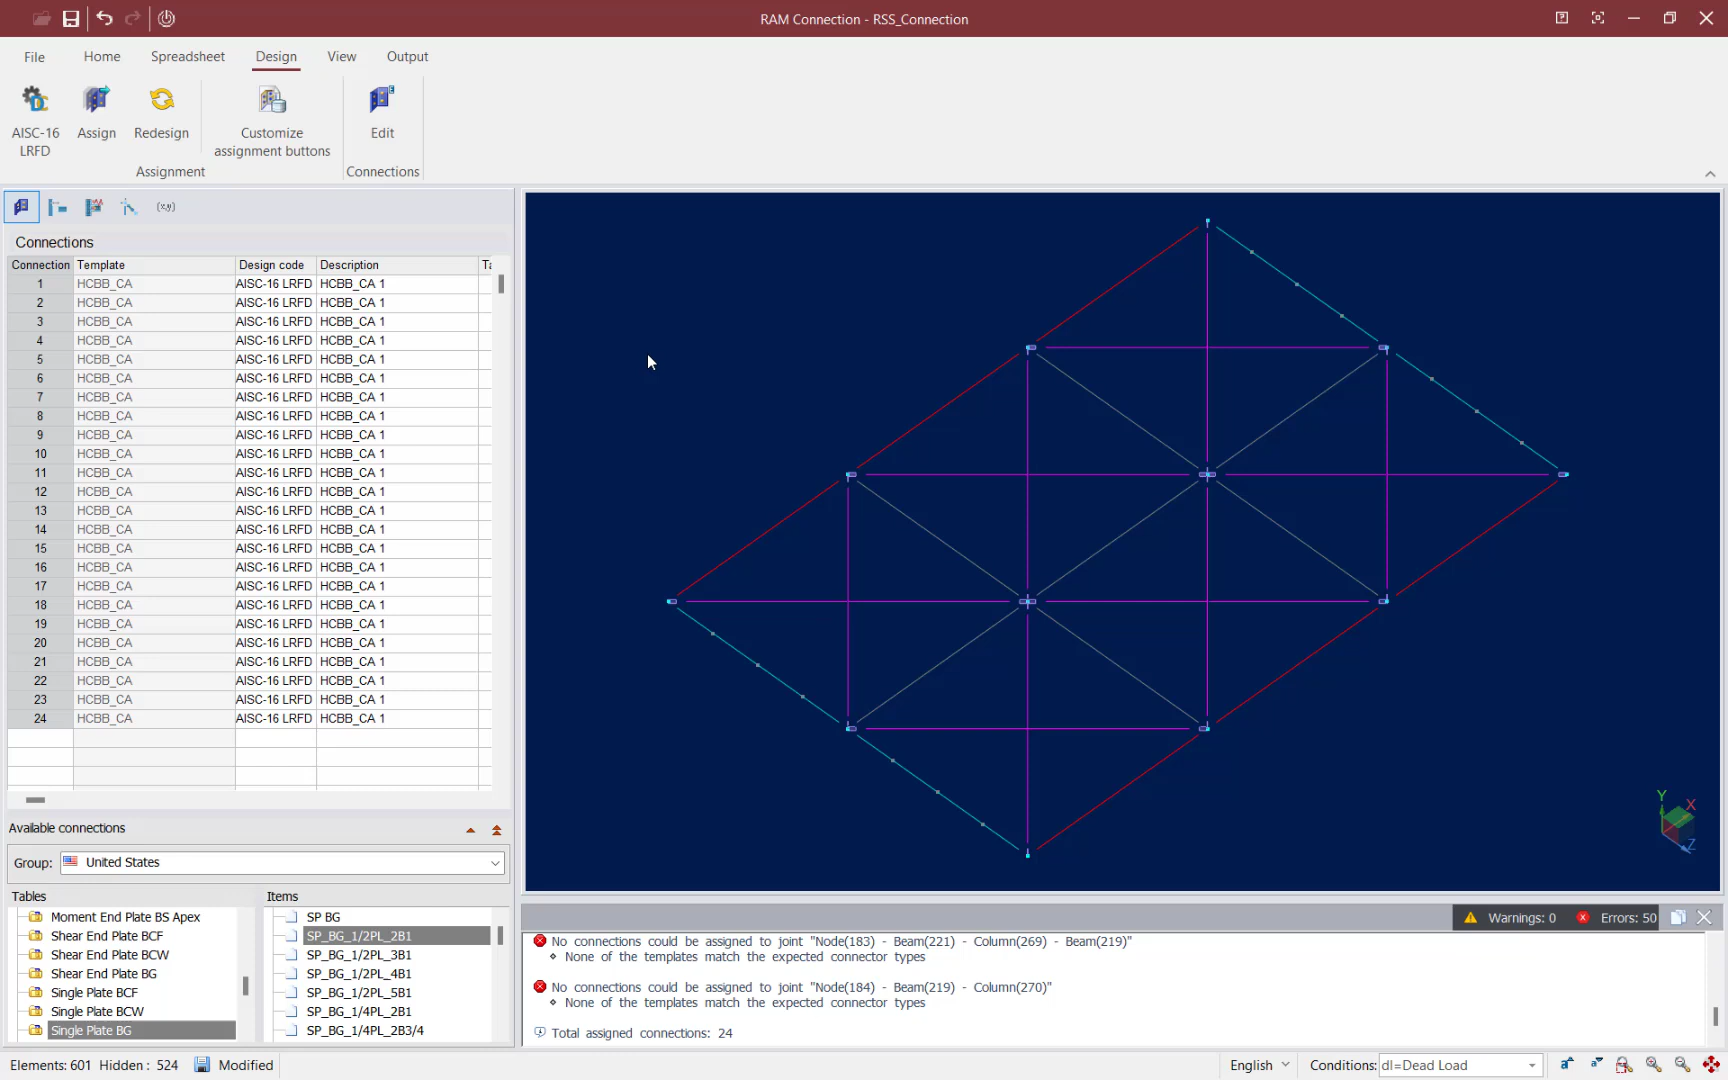 RAM Connection - RSS_Connection
File Home Spreadsheet Design View Output
AISC-16 LRFD
Assign
Redesign
Customize assignment buttons
Edit
Assignment
Connections
(x,y)
Connections
Connection Template Design code Description Ta
1 HCBB_CA AISC-16 LRFD HCBB_CA 1
2 HCBB_CA AISC-16 LRFD HCBB_CA 1
3 HCBB_CA AISC-16 LRFD HCBB_CA 1
4 HCBB_CA AISC-16 LRFD HCBB_CA 1
5 HCBB_CA AISC-16 LRFD HCBB_CA 1
6 HCBB_CA AISC-16 LRFD HCBB_CA 1
7 HCBB_CA AISC-16 LRFD HCBB_CA 1
8 HCBB_CA AISC-16 LRFD HCBB_CA 1
9 HCBB_CA AISC-16 LRFD HCBB_CA 1
10 HCBB_CA AISC-16 LRFD HCBB_CA 1
11 HCBB_CA AISC-16 LRFD HCBB_CA 1
12 HCBB_CA AISC-16 LRFD HCBB_CA 1
13 HCBB_CA AISC-16 LRFD HCBB_CA 1
14 HCBB_CA AISC-16 LRFD HCBB_CA 1
15 HCBB_CA AISC-16 LRFD HCBB_CA 1
16 HCBB_CA AISC-16 LRFD HCBB_CA 1
17 HCBB_CA AISC-16 LRFD HCBB_CA 1
18 HCBB_CA AISC-16 LRFD HCBB_CA 1
19 HCBB_CA AISC-16 LRFD HCBB_CA 1
20 HCBB_CA AISC-16 LRFD HCBB_CA 1
21 HCBB_CA AISC-16 LRFD HCBB_CA 1
22 HCBB_CA AISC-16 LRFD HCBB_CA 1
23 HCBB_CA AISC-16 LRFD HCBB_CA 1
24 HCBB_CA AISC-16 LRFD HCBB_CA 1
Available connections
Group: United States
Tables
Moment End Plate BS Apex
Shear End Plate BCF
Shear End Plate BCW
Shear End Plate BG
Single Plate BCF
Single Plate BCW
Single Plate BG
Items
SP BG
SP_BG_1/2PL_2B1
SP_BG_1/2PL_3B1
SP_BG_1/2PL_4B1
SP_BG_1/2PL_5B1
SP_BG_1/4PL_2B1
SP_BG_1/4PL_2B3/4
Y X
Z
Warnings: 0 Errors: 50
No connections could be assigned to joint "Node(183) - Beam(221) - Column(269) - Beam(219)"
None of the templates match the expected connector types
No connections could be assigned to joint "Node(184) - Beam(219) - Column(270)"
None of the templates match the expected connector types
Total assigned connections: 24
Elements: 601 Hidden : 524 Modified English Conditions: dl=Dead Load